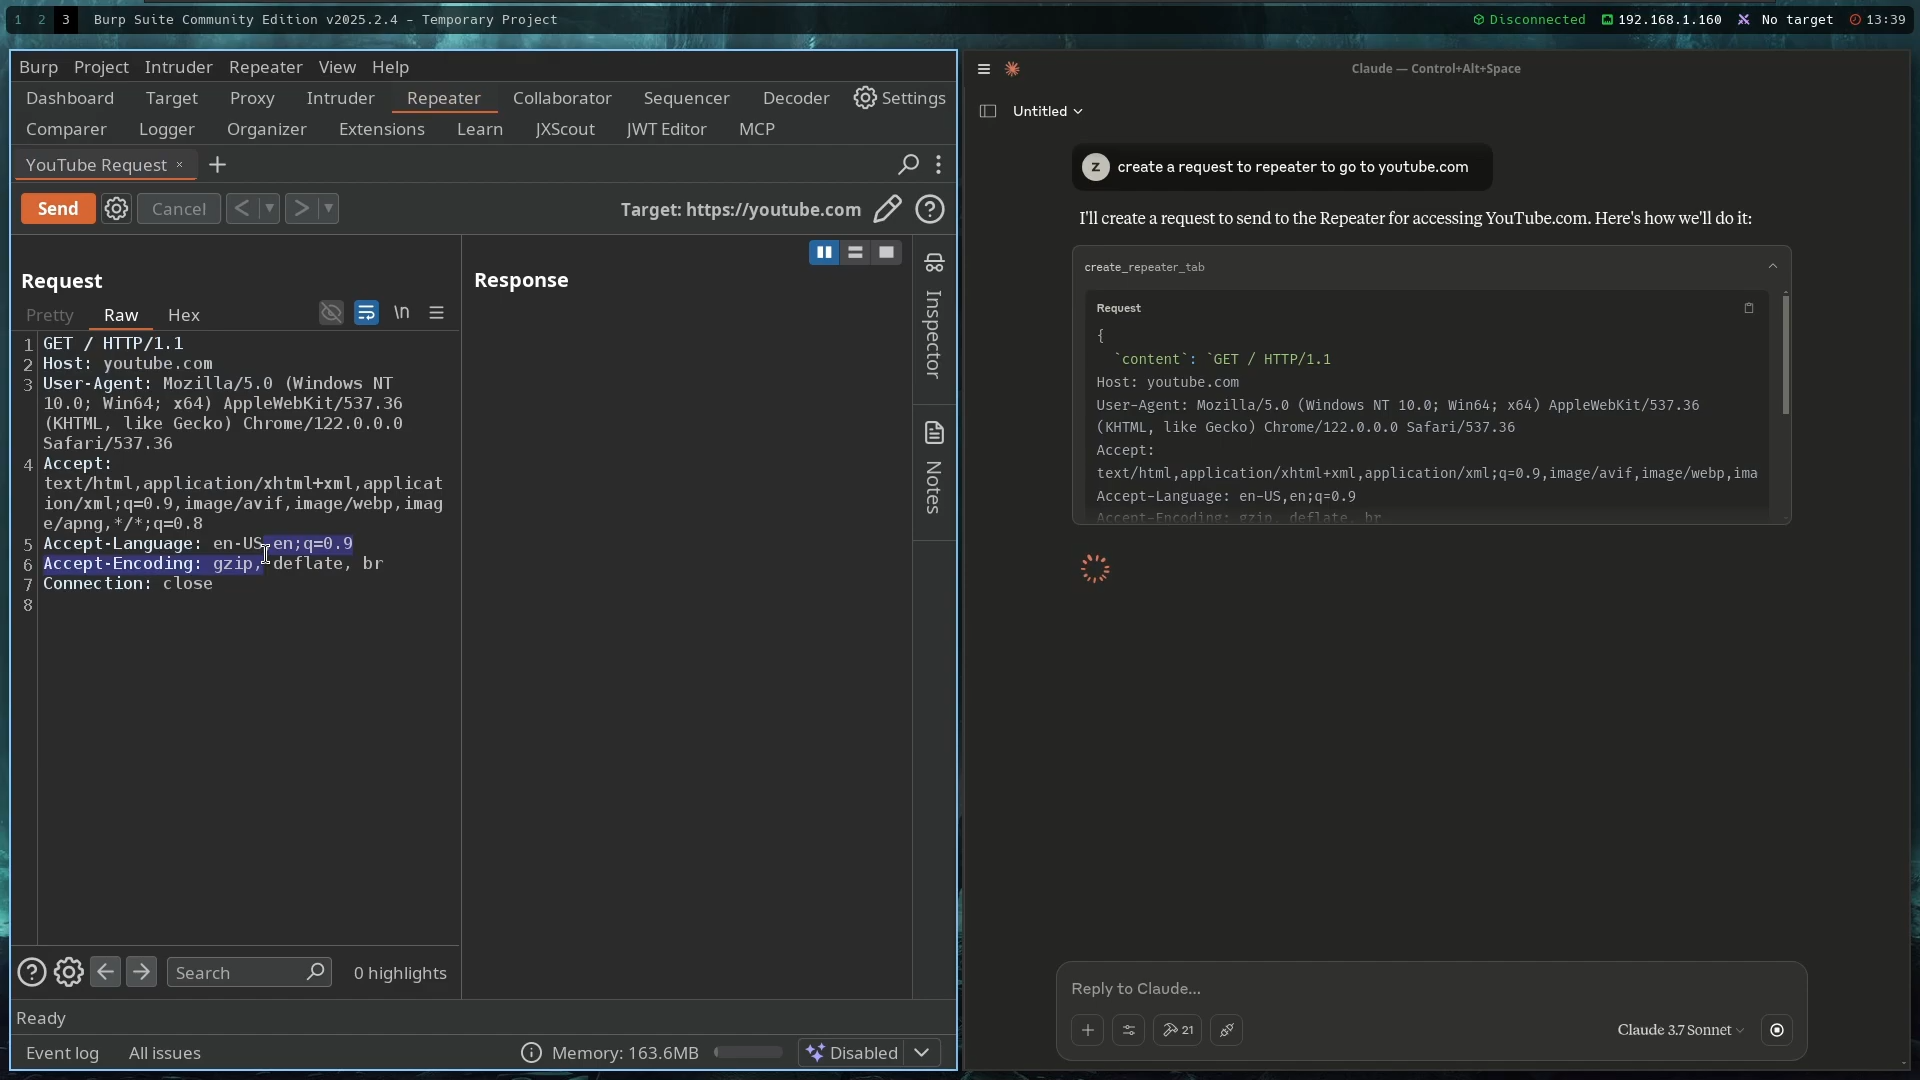 1 2 3 Burp Suite Community Edition v2025.2.4 - Temporary Project
Disconnected 192.168.1.160 No target 13:39
Burp Project Intruder Repeater View Help
Dashboard Target Proxy Intruder Repeater Collaborator Sequencer Decoder Settings
Comparer Logger Organizer Extensions Learn JXScout JWT Editor MCP
YouTube Request × +
Send Cancel < > Target: https://youtube.com
Request
Pretty Raw Hex \n
1 GET / HTTP/1.1
2 Host: youtube.com
3 User-Agent: Mozilla/5.0 (Windows NT
10.0; Win64; x64) AppleWebKit/537.36
(KHTML, like Gecko) Chrome/122.0.0.0
Safari/537.36
4 Accept:
text/html,application/xhtml+xml,applicat
ion/xml;q=0.9,image/avif,image/webp,imag
e/apng,*/*;q=0.8
5 Accept-Language: en-US,en;q=0.9
6 Accept-Encoding: gzip, deflate, br
7 Connection: close
8
Search 0 highlights
Response
Inspector
Notes
Ready
Event log All issues Memory: 163.6MB Disabled
Claude — Control+Alt+Space
Untitled
Z create a request to repeater to go to youtube.com
I'll create a request to send to the Repeater for accessing YouTube.com. Here's how we'll do it:
create_repeater_tab
Request
{
`content`: `GET / HTTP/1.1
Host: youtube.com
User-Agent: Mozilla/5.0 (Windows NT 10.0; Win64; x64) AppleWebKit/537.36
(KHTML, like Gecko) Chrome/122.0.0.0 Safari/537.36
Accept:
text/html,application/xhtml+xml,application/xml;q=0.9,image/avif,image/webp,ima
Accept-Language: en-US,en;q=0.9
Accept-Encoding: gzip, deflate, br
Reply to Claude...
21 Claude 3.7 Sonnet